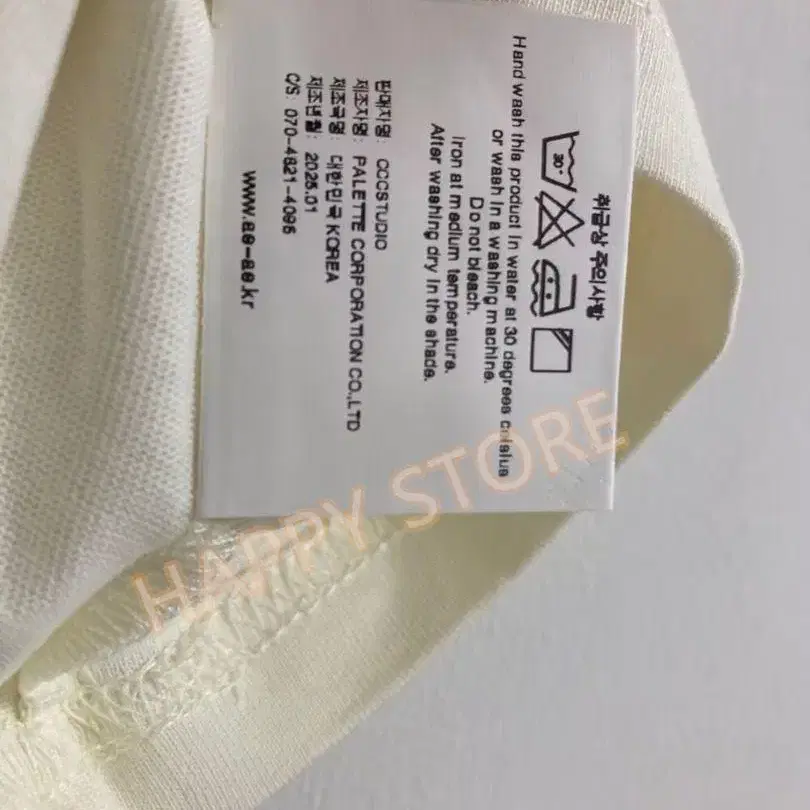 취급상 주의사항
30°
Hand wash this product in water at 30 degrees celsius
or wash in a washing machine.
Do not bleach.
Iron at medium temperature.
After washing dry in the shade.
판매자명 : CCCSTUDIO
제조자명 : PALETTE CORPORATION CO.,LTD
제조국명 : 대한민국 KOREA
제조년월 : 2025.01
C/S: 070-4821-4095
www.ae-ae.kr
HAPPY STORE